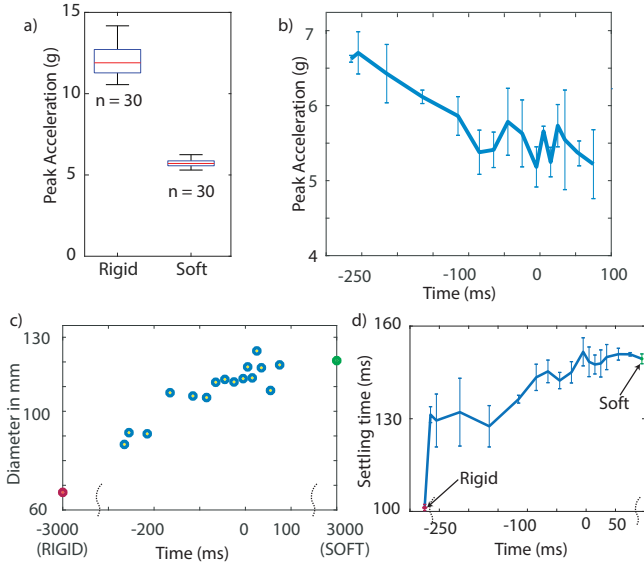 a)
Peak Acceleration (g)
15
10
5
0
n = 30
n = 30
Rigid
Soft
b)
Peak Acceleration (g)
7
6
5
4
-250
-100
0
100
Time (ms)
c)
Diameter in mm
130
100
60
-3000
-200
0
100
3000
(RIGID)
Time (ms)
(SOFT)
d)
Settling time (ms)
160
130
100
Soft
Rigid
-250
-100
0
50
Time (ms)